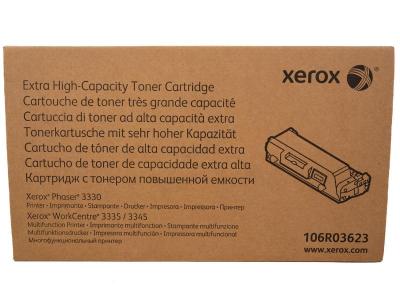 xerox
Extra High-Capacity Toner Cartridge
Cartouche de toner très grande capacité
Cartuccia di toner ad alta capacità extra
Tonerkartusche mit sehr hoher Kapazität
Cartucho de tóner de alta capacidad extra
Cartucho de toner de capacidade extra alta
Картридж с тонером повышенной емкости
Xerox® Phaser® 3330
Printer • Imprimante • Stampante • Drucker • Impresora • Impressora • Принтер
Xerox® WorkCentre® 3335 / 3345
Multifunction Printer • Imprimante multifonction • Stampante multifunzione
Multifunktionsdrucker • Impresora multifunción • Impressora multifuncional
Многофункциональный принтер
106R03623